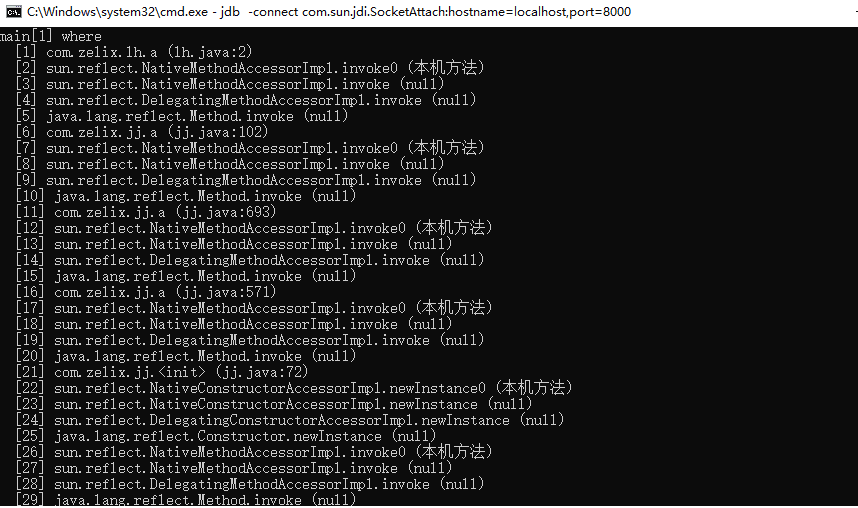 C:\Windows\system32\cmd.exe - jdb  -connect com.sun.jdi.SocketAttach:hostname=localhost,port=8000
main[1] where
  [1] com.zelix.lh.a (lh.java:2)
  [2] sun.reflect.NativeMethodAccessorImpl.invoke0 (本机方法)
  [3] sun.reflect.NativeMethodAccessorImpl.invoke (null)
  [4] sun.reflect.DelegatingMethodAccessorImpl.invoke (null)
  [5] java.lang.reflect.Method.invoke (null)
  [6] com.zelix.jj.a (jj.java:102)
  [7] sun.reflect.NativeMethodAccessorImpl.invoke0 (本机方法)
  [8] sun.reflect.NativeMethodAccessorImpl.invoke (null)
  [9] sun.reflect.DelegatingMethodAccessorImpl.invoke (null)
  [10] java.lang.reflect.Method.invoke (null)
  [11] com.zelix.jj.a (jj.java:693)
  [12] sun.reflect.NativeMethodAccessorImpl.invoke0 (本机方法)
  [13] sun.reflect.NativeMethodAccessorImpl.invoke (null)
  [14] sun.reflect.DelegatingMethodAccessorImpl.invoke (null)
  [15] java.lang.reflect.Method.invoke (null)
  [16] com.zelix.jj.a (jj.java:571)
  [17] sun.reflect.NativeMethodAccessorImpl.invoke0 (本机方法)
  [18] sun.reflect.NativeMethodAccessorImpl.invoke (null)
  [19] sun.reflect.DelegatingMethodAccessorImpl.invoke (null)
  [20] java.lang.reflect.Method.invoke (null)
  [21] com.zelix.jj.<init> (jj.java:72)
  [22] sun.reflect.NativeConstructorAccessorImpl.newInstance0 (本机方法)
  [23] sun.reflect.NativeConstructorAccessorImpl.newInstance (null)
  [24] sun.reflect.DelegatingConstructorAccessorImpl.newInstance (null)
  [25] java.lang.reflect.Constructor.newInstance (null)
  [26] sun.reflect.NativeMethodAccessorImpl.invoke0 (本机方法)
  [27] sun.reflect.NativeMethodAccessorImpl.invoke (null)
  [28] sun.reflect.DelegatingMethodAccessorImpl.invoke (null)
  [29] java.lang.reflect.Method.invoke (null)